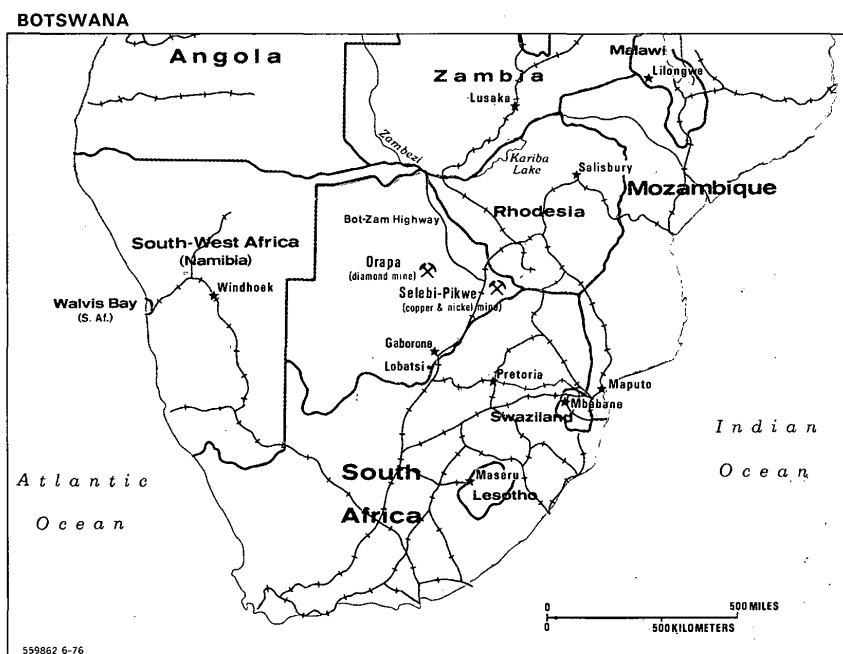 BOTSWANA
Angola
Malawi
Lilongwe
Zambia
Lusaka
Zambezi
Kariba
Lake
Salisbury
Mozambique
Rhodesia
Bot-Zam Highway
South-West Africa
(Namibia)
Windhoek
Walvis Bay
(S. Af.)
Orapa
(diamond mine)
Selebi-Pikwe
(copper & nickel mine)
Gaborone
Lobatsi
Pretoria
Maputo
Mbabane
Swaziland
Indian
Ocean
Atlantic
Ocean
South
Africa
Maseru
Lesotho
0 500 MILES
0 500 KILOMETERS
559862 6-76